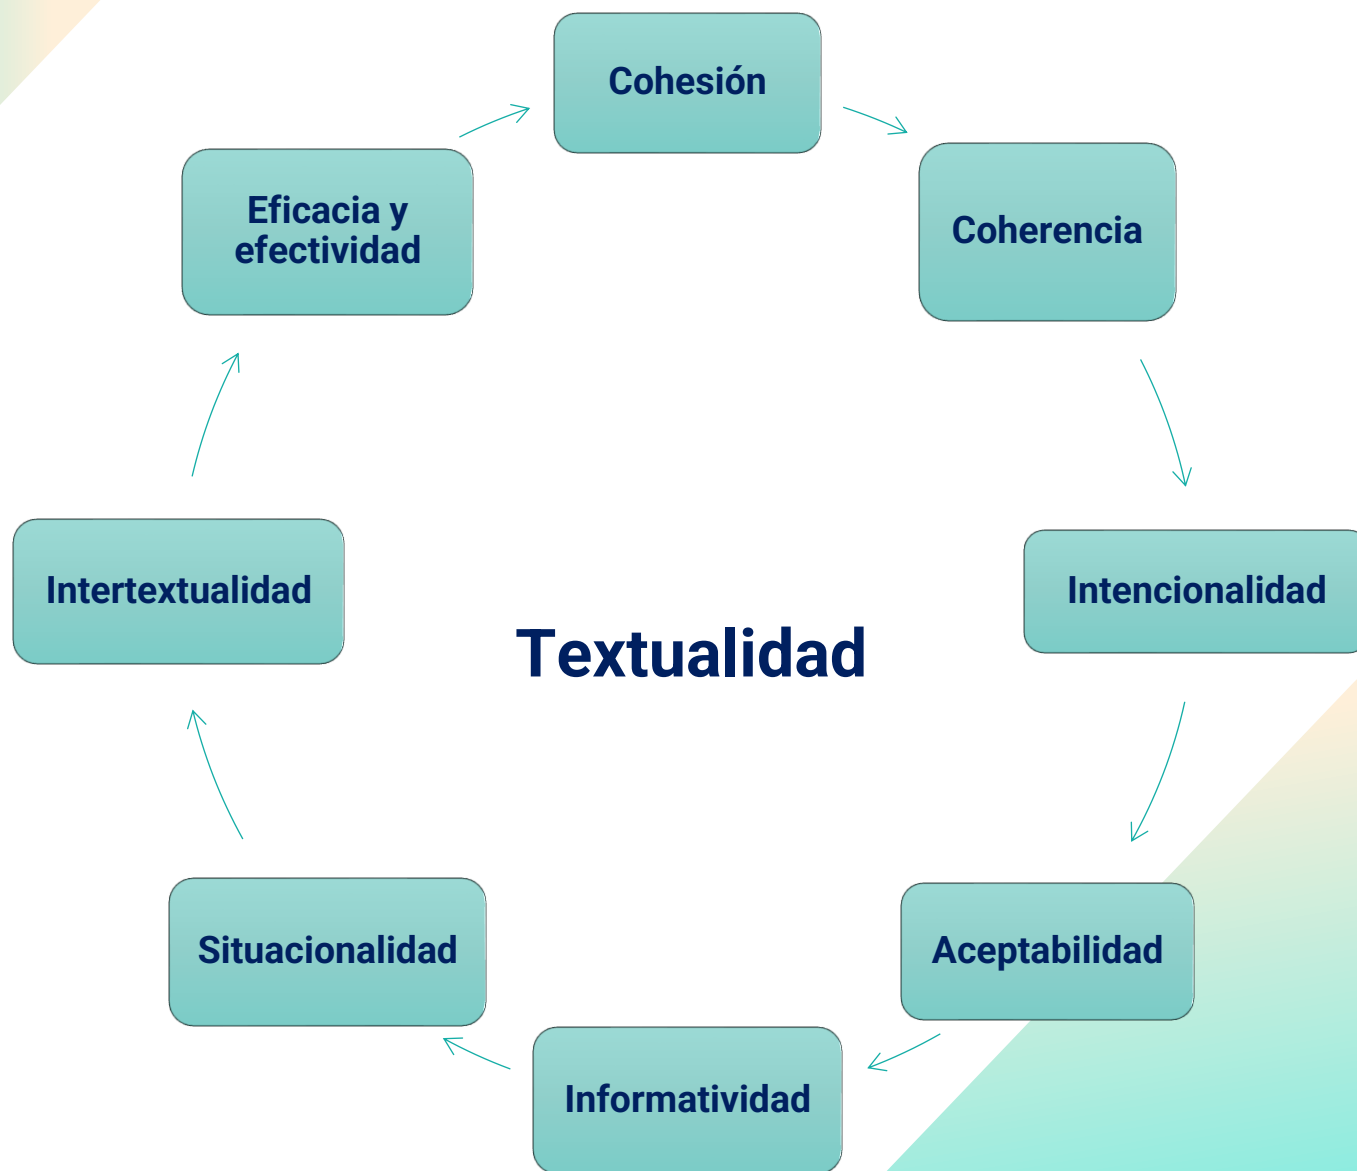 Cohesión
Coherencia
Intencionalidad
Aceptabilidad
Informatividad
Situacionalidad
Intertextualidad
Eficacia y
efectividad
Textualidad